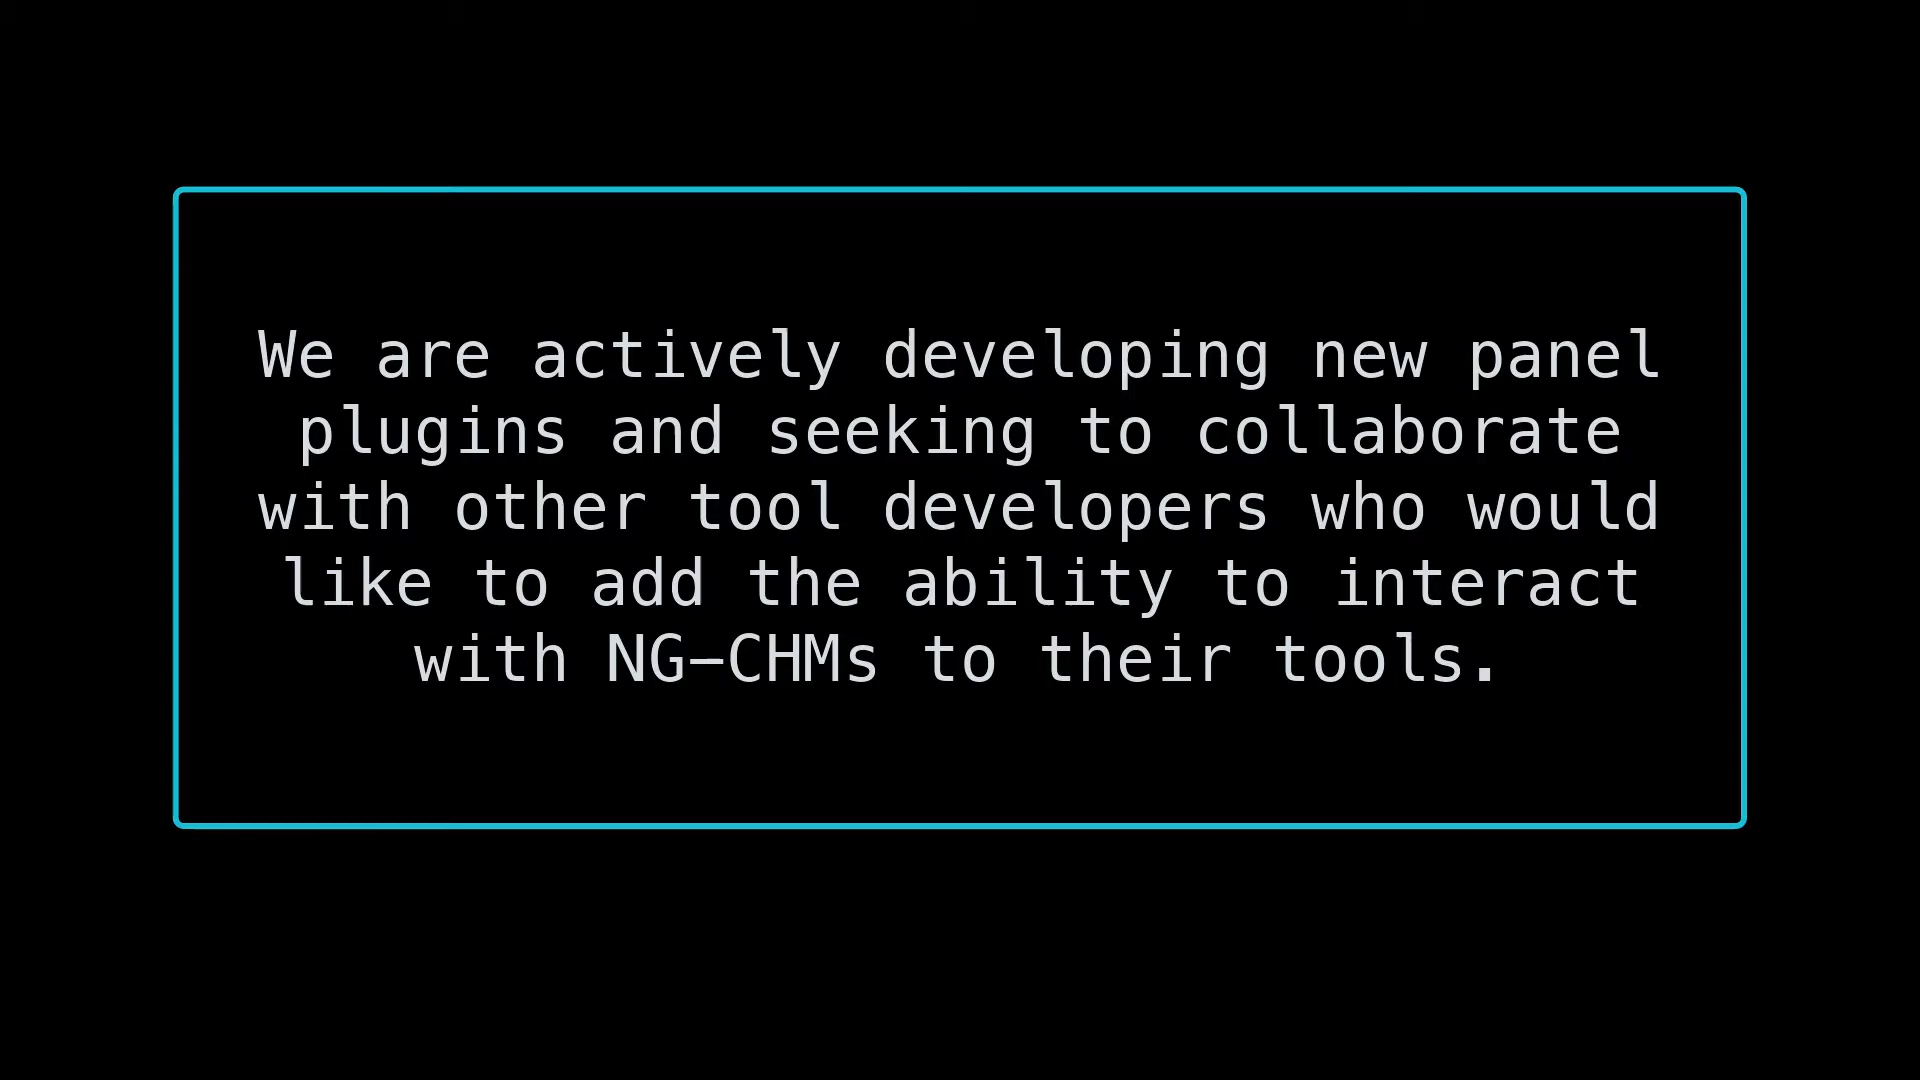 We are actively developing new panel
plugins and seeking to collaborate
with other tool developers who would
like to add the ability to interact
with NG-CHMs to their tools.